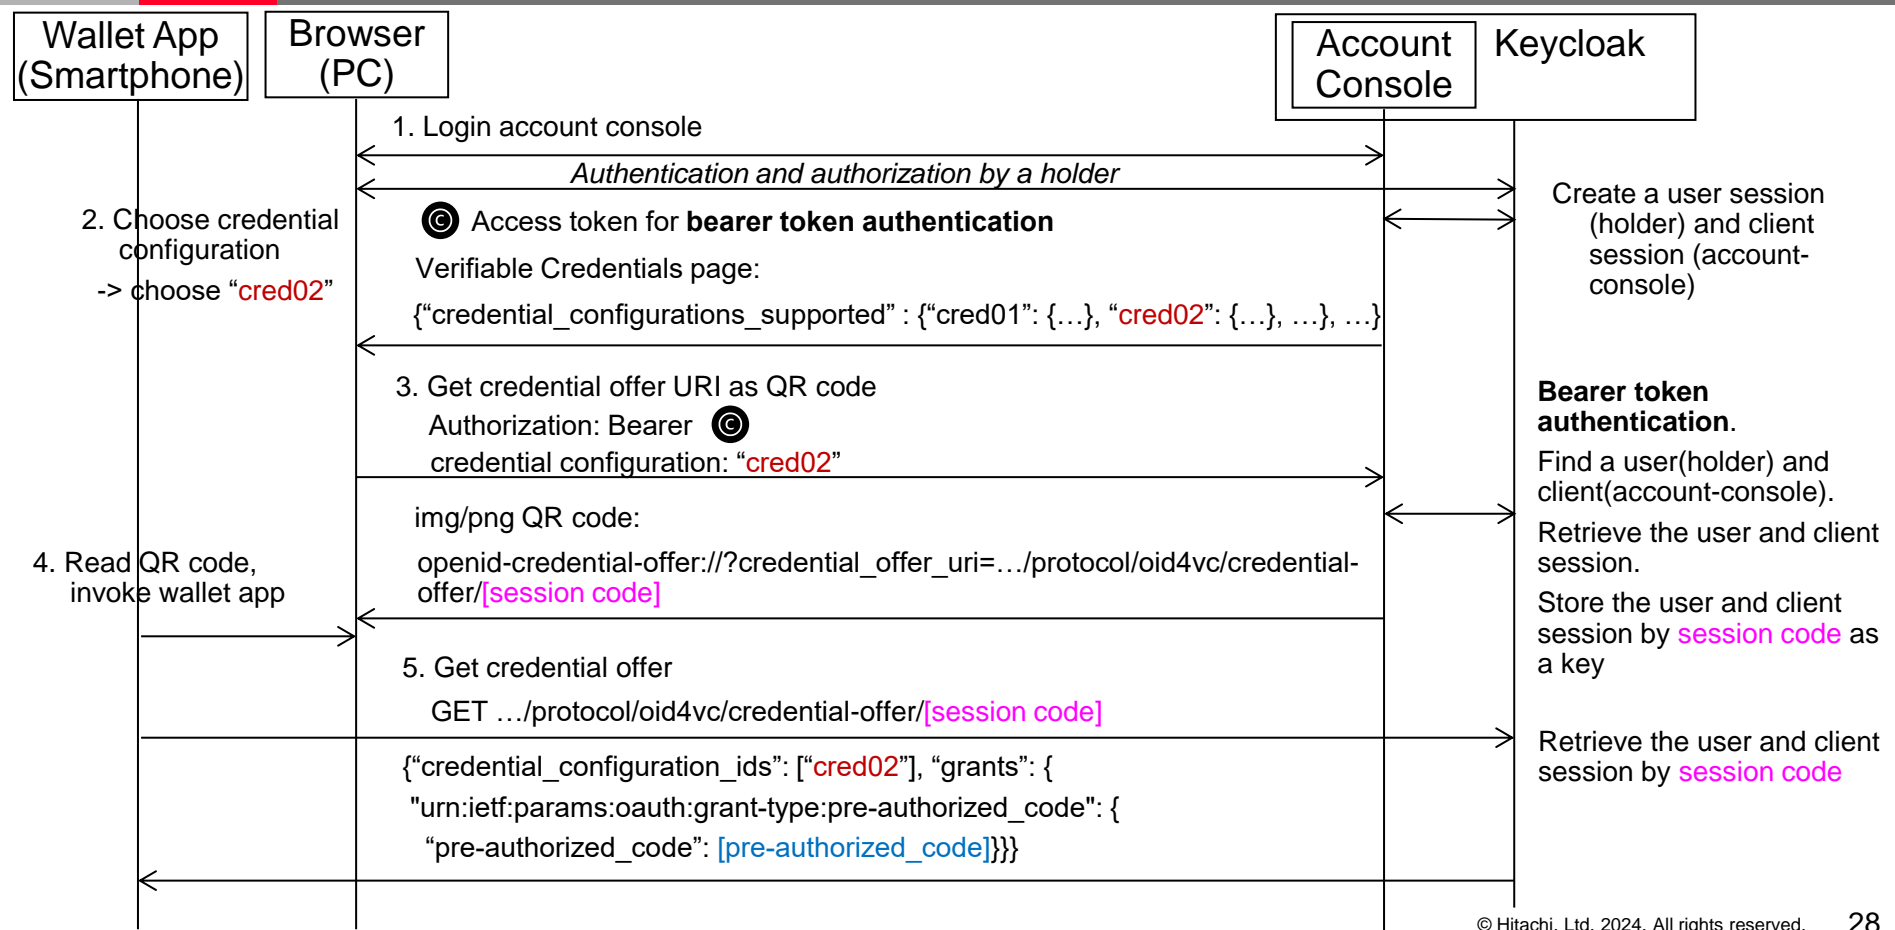 Wallet App
(Smartphone)
Browser
(PC)
Account
Console
Keycloak
1. Login account console
Authentication and authorization by a holder
Create a user session
(holder) and client
session (account-
console)
2. Choose credential
configuration
-> choose “cred02”
© Access token for bearer token authentication
Verifiable Credentials page:
{“credential_configurations_supported” : {“cred01”: {…}, “cred02”: {…}, …}, …}
3. Get credential offer URI as QR code
Authorization: Bearer ©
credential configuration: “cred02”
Bearer token
authentication.
Find a user(holder) and
client(account-console).
Retrieve the user and client
session.
Store the user and client
session by session code as
a key
img/png QR code:
openid-credential-offer://?credential_offer_uri=…/protocol/oid4vc/credential-
offer/[session code]
4. Read QR code,
invoke wallet app
5. Get credential offer
GET …/protocol/oid4vc/credential-offer/[session code]
Retrieve the user and client
session by session code
{“credential_configuration_ids”: [“cred02”], “grants”: {
"urn:ietf:params:oauth:grant-type:pre-authorized_code": {
“pre-authorized_code”: [pre-authorized_code]}}}
© Hitachi, Ltd. 2024. All rights reserved.
28